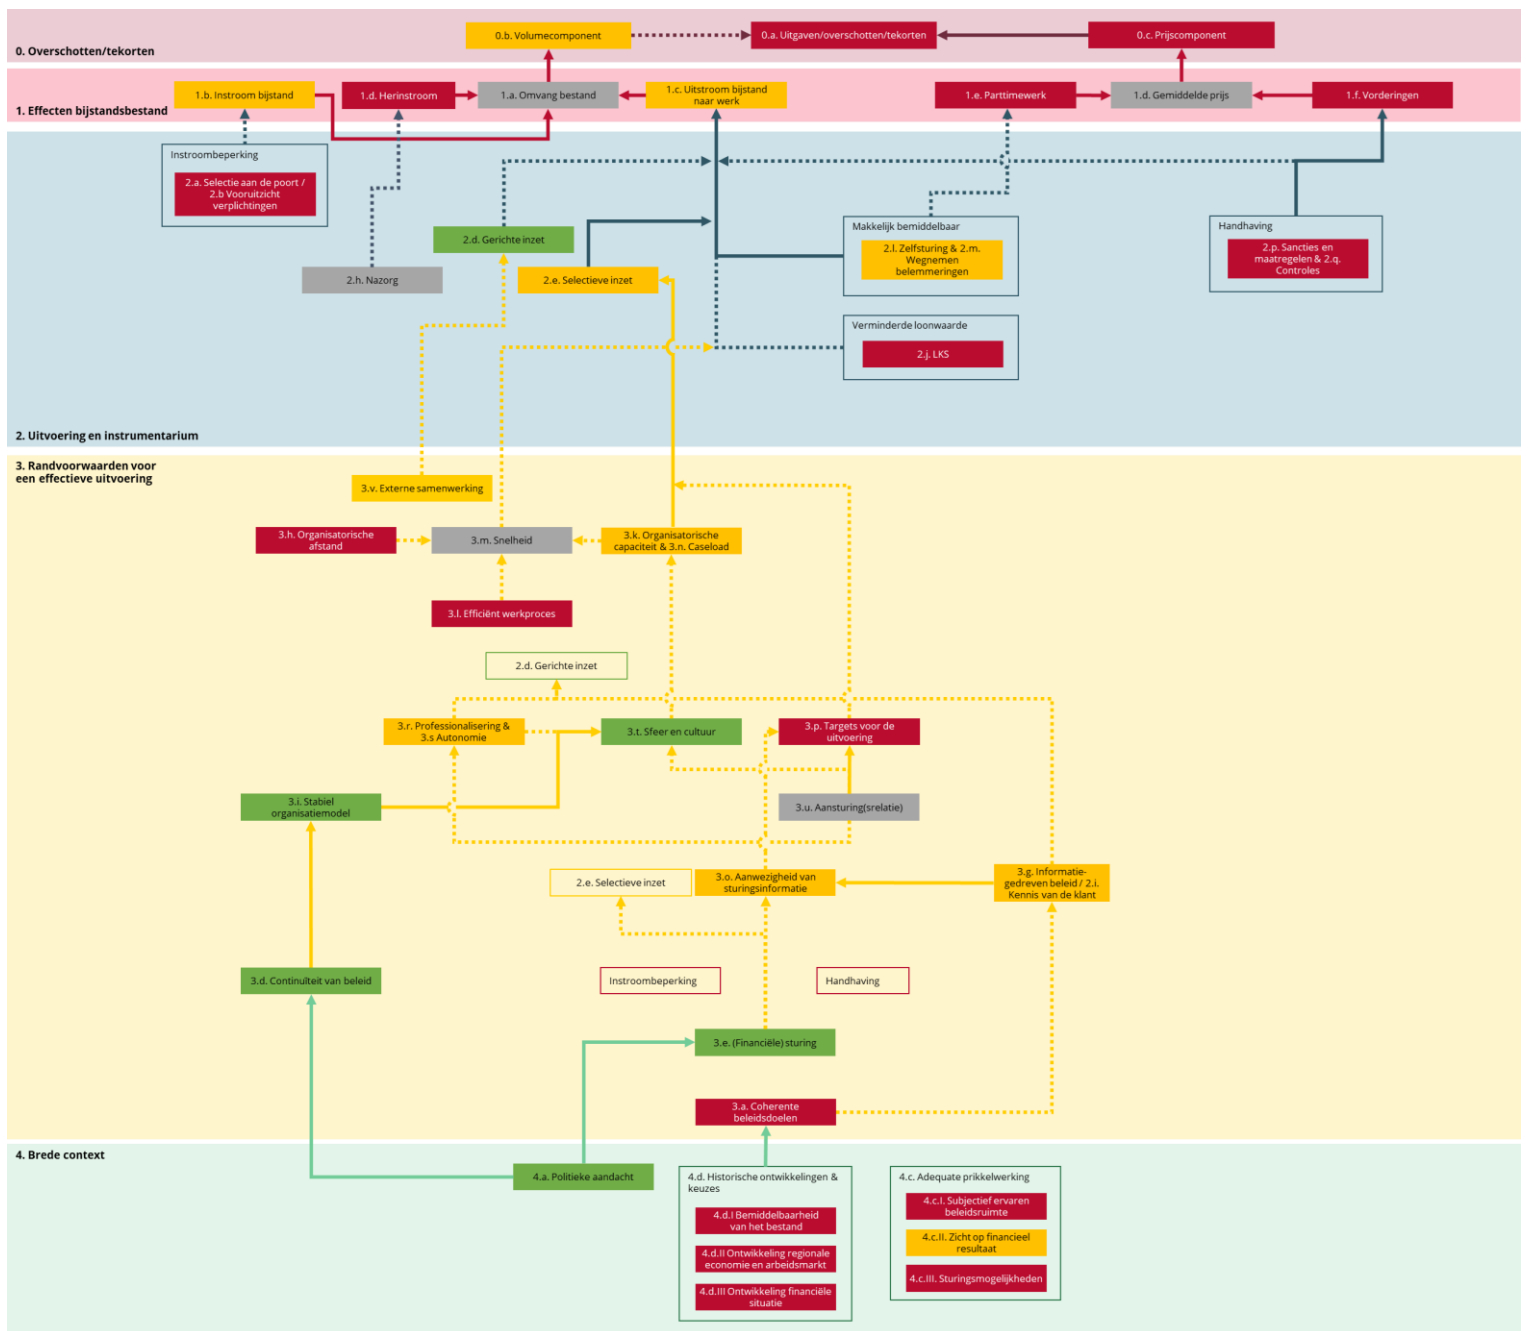 0. Overschotten/tekorten
0.b. Volumecomponent
0.a. Uitgaven/overschotten/tekorten
0.c. Prijscomponent
1. Effecten bijstandsbestand
1.b. Instroom bijstand
1.d. Herinstroom
1.a. Omvang bestand
1.c. Uitstroom bijstand
naar werk
1.e. Parttimewerk
1.d. Gemiddelde prijs
1.f. Vorderingen
Instroombeperking
2.a. Selectie aan de poort /
2.b Vooruitzicht
verplichtingen
2.d. Gerichte inzet
2.h. Nazorg
2.e. Selectieve inzet
Makkelijk bemiddelbaar
2.l. Zelfsturing & 2.m.
Wegnemen
belemmeringen
Handhaving
2.p. Sancties en
maatregelen & 2.q.
Controles
Verminderde loonwaarde
2.j. LKS
2. Uitvoering en instrumentarium
3. Randvoorwaarden voor
een effectieve uitvoering
3.v. Externe samenwerking
3.h. Organisatorische
afstand
3.m. Snelheid
3.k. Organisatorische
capaciteit & 3.n. Caseload
3.l. Efficiënt werkproces
2.d. Gerichte inzet
3.r. Professionalisering &
3.s Autonomie
3.t. Sfeer en cultuur
3.p. Targets voor de
uitvoering
3.i. Stabiel
organisatiemodel
3.u. Aansturing(srelatie)
2.e. Selectieve inzet
3.o. Aanwezigheid van
sturingsinformatie
3.g. Informatie-
gedreven beleid / 2.i.
Kennis van de klant
3.d. Continuïteit van beleid
Instroombeperking
Handhaving
3.e. (Financiële) sturing
3.a. Coherente
beleidsdoelen
4. Brede context
4.a. Politieke aandacht
4.d. Historische ontwikkelingen &
keuzes
4.d.I Bemiddelbaarheid
van het bestand
4.d.II Ontwikkeling regionale
economie en arbeidsmarkt
4.d.III Ontwikkeling financiële
situatie
4.c. Adequate prikkelwerking
4.c.I. Subjectief ervaren
beleidsruimte
4.c.II. Zicht op financieel
resultaat
4.c.III. Sturingsmogelijkheden